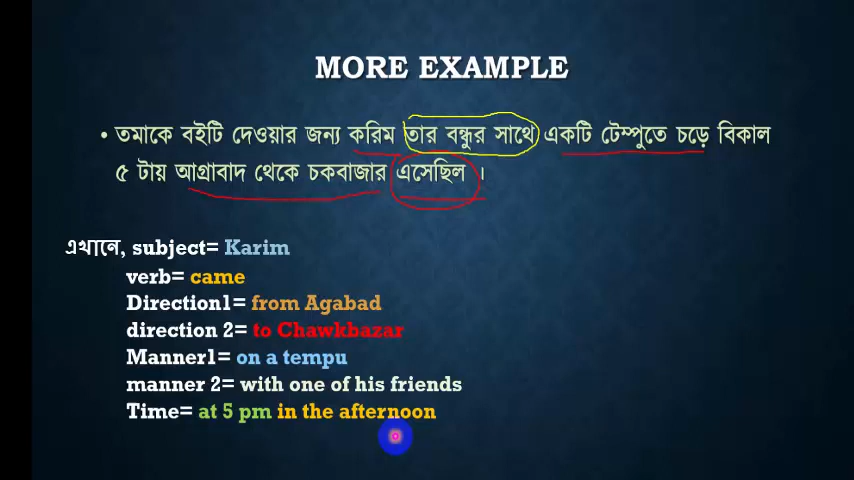 MORE EXAMPLE
• তমাকে বইটি দেওয়ার জন্য করিম তার বন্ধুর সাথে একটি টেম্পুতে চড়ে বিকাল
৫ টায় আগ্রাবাদ থেকে চকবাজার এসেছিল ।
এখানে, subject= Karim
verb= came
Direction1= from Agabad
direction 2= to Chawkbazar
Manner1= on a tempu
manner 2= with one of his friends
Time= at 5 pm in the afternoon